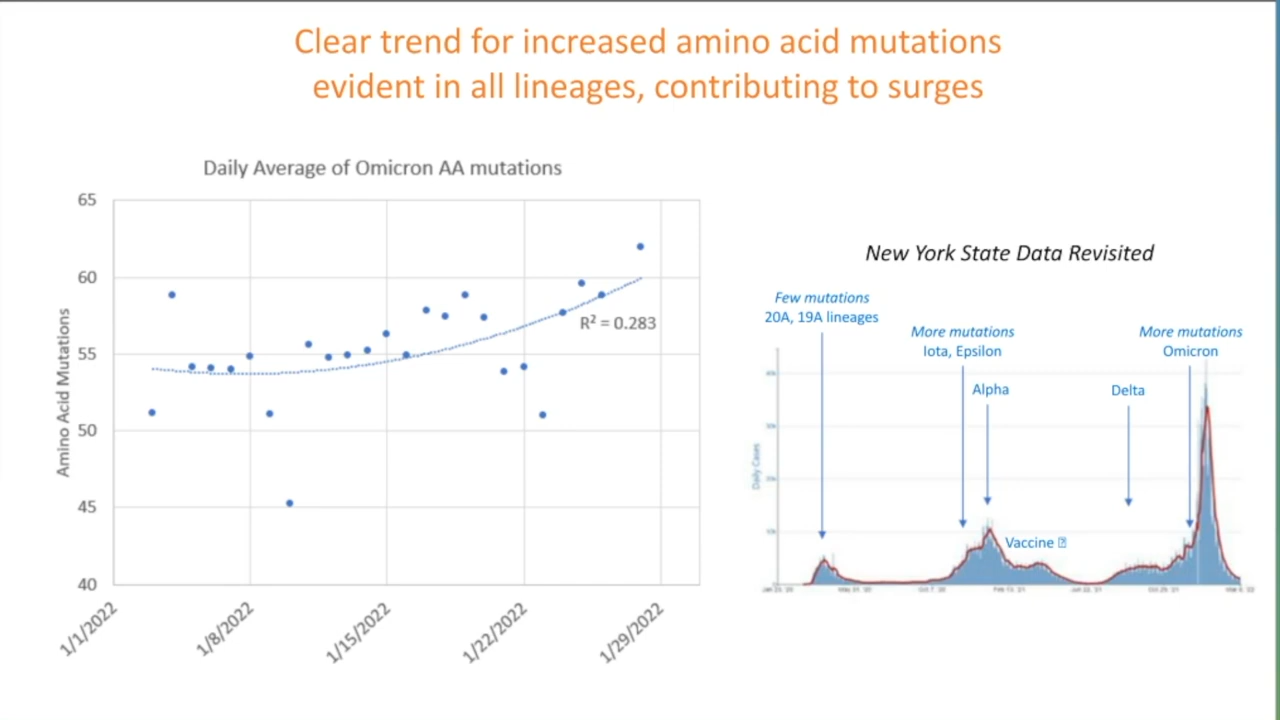 Clear trend for increased amino acid mutations
evident in all lineages, contributing to surges
Daily Average of Omicron AA mutations
65
60
55
50
45
40
Amino Acid Mutations
R² = 0.283
1/1/2022
1/8/2022
1/15/2022
1/22/2022
1/29/2022
New York State Data Revisited
Few mutations
20A, 19A lineages
More mutations
Iota, Epsilon
Alpha
Delta
More mutations
Omicron
Vaccine
Daily Cases